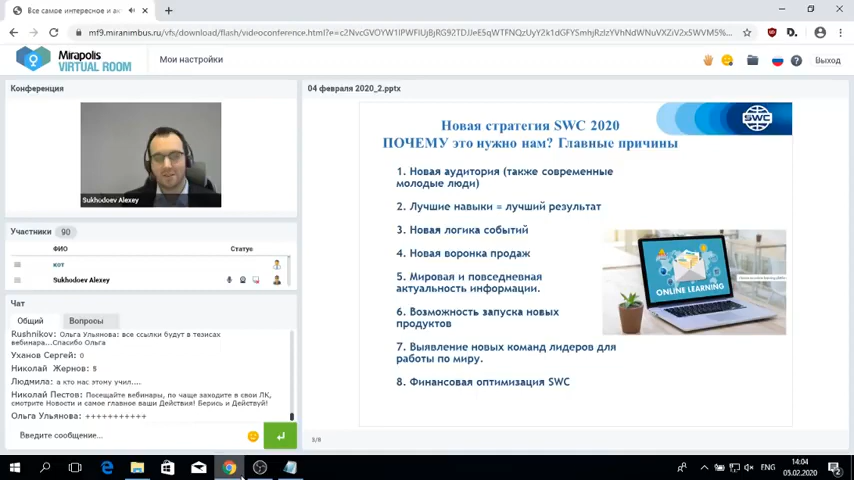 Все самое интересное и актуаль
mf9.miranimbus.ru/vfs/download/flash/videoconference.html?e=c2NvcGVOYW1lPWFIUjBjRG92TDJJeE5qWTFNQzUyY2k1dGFYSmhjRzlzYVhNdWNuVXZiV2x5WVM5...
Mirapolis
VIRTUAL ROOM
Мои настройки
Выход
Конференция
04 февраля 2020_2.pptx
Sukhodoev Alexey
Новая стратегия SWC 2020
SWC
ПОЧЕМУ это нужно нам? Главные причины
1. Новая аудитория (также современные
молодые люди)
2. Лучшие навыки = лучший результат
3. Новая логика событий
4. Новая воронка продаж
5. Мировая и повседневная
актуальность информации.
6. Возможность запуска новых
продуктов
7. Выявление новых команд лидеров для
работы по миру.
8. Финансовая оптимизация SWC
ONLINE LEARNING
Участники 90
ФИО Статус
кот
Sukhodoev Alexey
Чат
Общий Вопросы
Rushnikov: Ольга Ульянова: все ссылки будут в тезисах
вебинара...Спасибо Ольга
Уханов Сергей: 0
Николай Жернов: 5
Людмила: а кто нас этому учил....
Николай Пестов: Посещайте вебинары, по чаще заходите в свои ЛК,
смотрите Новости и самое главное ваши Действия! Берись и Действуй!
Ольга Ульянова: +++++++++++
Введите сообщение...
3/8
ENG
14:04
05.02.2020
2